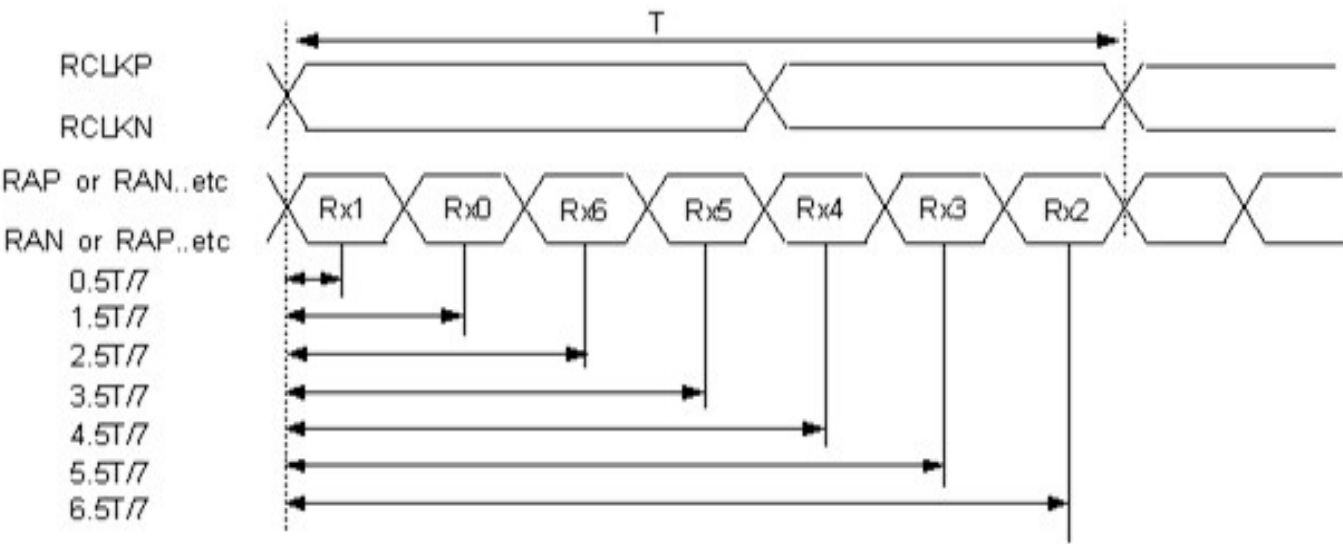 T
RCLKP
RCLKN
RAP or RAN..etc
Rx1 Rx0 Rx6 Rx5 Rx4 Rx3 Rx2
RAN or RAP..etc
0.5T/7
1.5T/7
2.5T/7
3.5T/7
4.5T/7
5.5T/7
6.5T/7